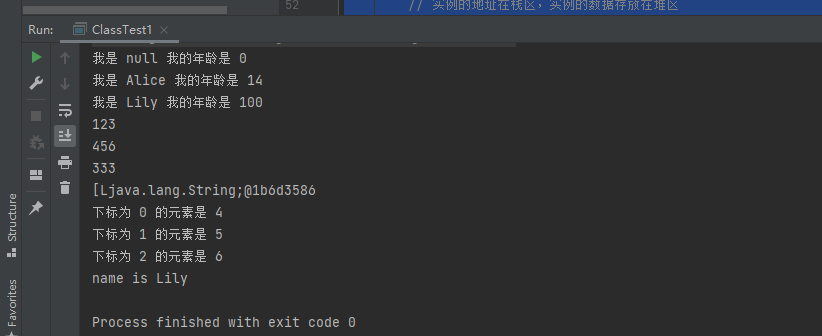 52
// 实例的地址在栈区，实例的数据存放在堆区
Run:
ClassTest1
我是 null 我的年龄是 0
我是 Alice 我的年龄是 14
我是 Lily 我的年龄是 100
123
456
333
[Ljava.lang.String;@1b6d3586
下标为 0 的元素是 4
下标为 1 的元素是 5
下标为 2 的元素是 6
name is Lily
Process finished with exit code 0
Structure
Favorites